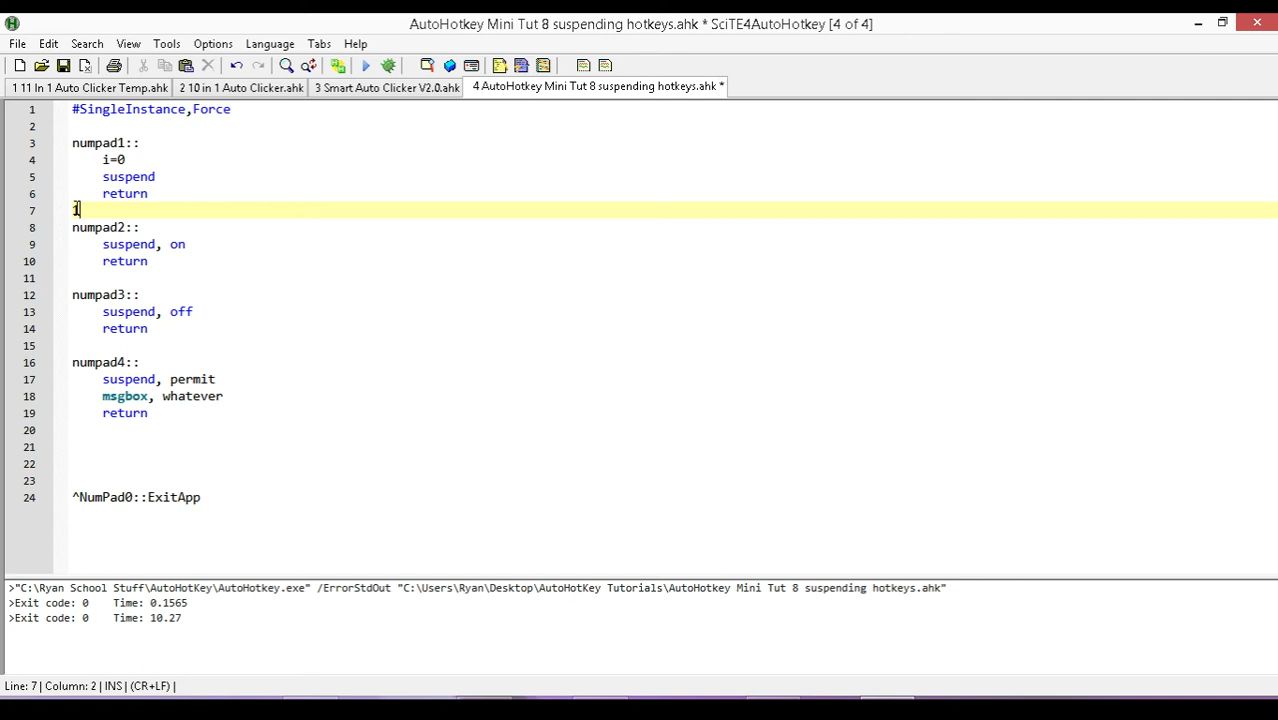 AutoHotkey Mini Tut 8 suspending hotkeys.ahk * SciTE4AutoHotkey [4 of 4]
File Edit Search View Tools Options Language Tabs Help
1 11 In 1 Auto Clicker Temp.ahk 2 10 in 1 Auto Clicker.ahk 3 Smart Auto Clicker V2.0.ahk 4 AutoHotkey Mini Tut 8 suspending hotkeys.ahk *
1 #SingleInstance,Force
2
3 numpad1::
4 i=0
5 suspend
6 return
7 1
8 numpad2::
9 suspend, on
10 return
11
12 numpad3::
13 suspend, off
14 return
15
16 numpad4::
17 suspend, permit
18 msgbox, whatever
19 return
20
21
22
23
24 ^NumPad0::ExitApp
>"C:\Ryan School Stuff\AutoHotKey\AutoHotkey.exe" /ErrorStdOut "C:\Users\Ryan\Desktop\AutoHotKey Tutorials\AutoHotkey Mini Tut 8 suspending hotkeys.ahk"
>Exit code: 0 Time: 0.1565
>Exit code: 0 Time: 10.27
Line: 7 | Column: 2 | INS | (CR+LF) |